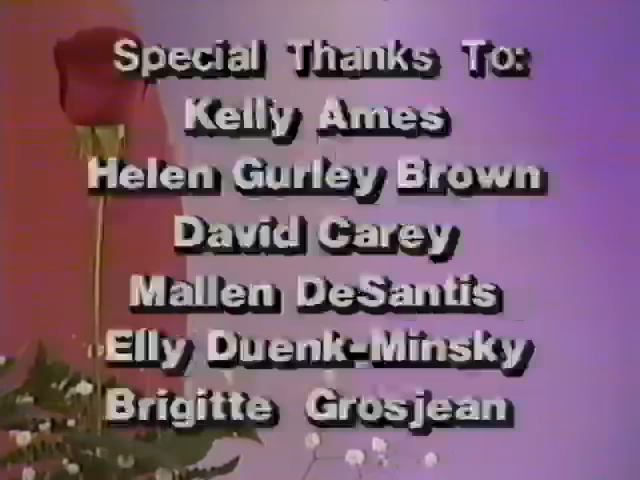 Special Thanks To:
Kelly Ames
Helen Gurley Brown
David Carey
Mallen DeSantis
Elly Duenk-Minsky
Brigitte Grosjean